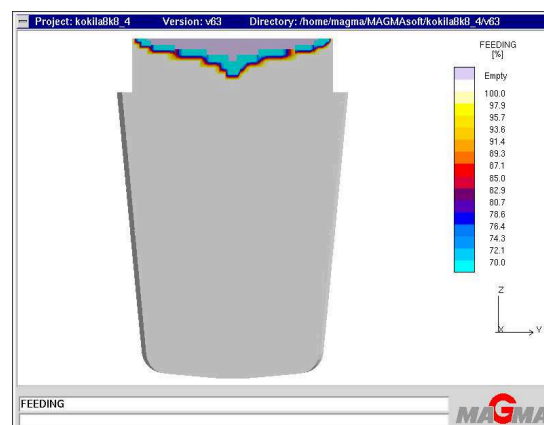 Project: kokila8k8_4 Version: v63 Directory: /home/magma/MAGMAsoft/kokila8k8_4/v63
FEEDING
[%]
Empty
100.0
97.9
95.7
93.6
91.4
89.3
87.1
85.0
82.9
80.7
78.6
76.4
74.3
72.1
70.0
Z
X
Y
FEEDING
MAGMA